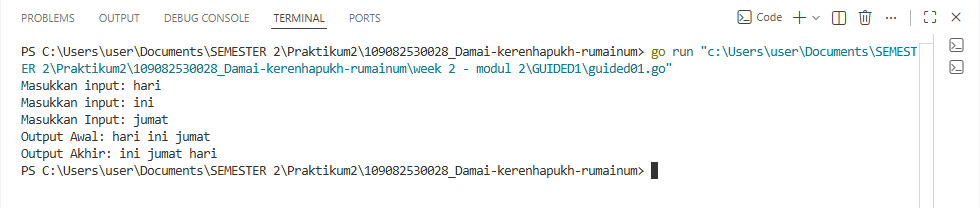 PROBLEMS OUTPUT DEBUG CONSOLE TERMINAL PORTS Code
PS C:\Users\user\Documents\SEMESTER 2\Praktikum2\109082530028_Damai-kerenhapukh-rumainum> go run "c:\Users\user\Documents\SEMEST
ER 2\Praktikum2\109082530028_Damai-kerenhapukh-rumainum\week 2 - modul 2\GUIDED1\guided01.go"
Masukkan input: hari
Masukkan input: ini
Masukkan Input: jumat
Output Awal: hari ini jumat
Output Akhir: ini jumat hari
PS C:\Users\user\Documents\SEMESTER 2\Praktikum2\109082530028_Damai-kerenhapukh-rumainum>